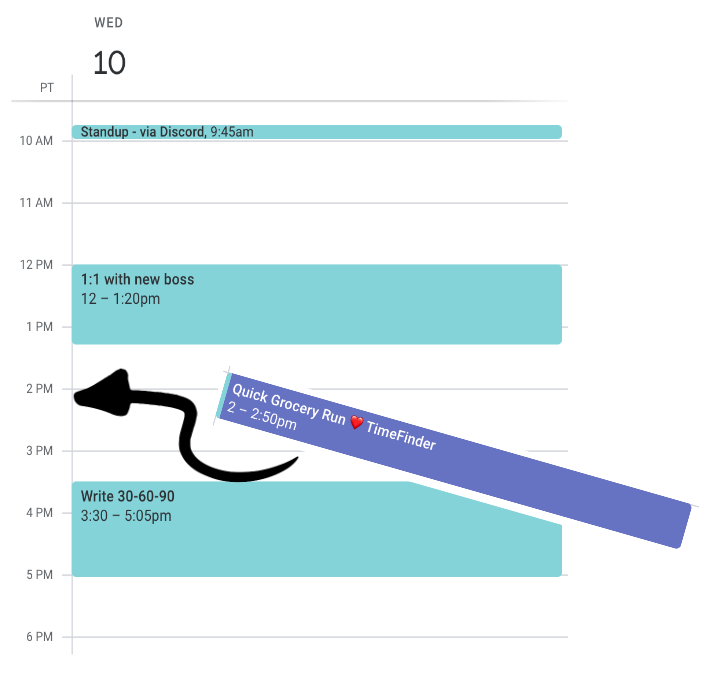 WED
10
PT
Standup - via Discord, 9:45am
10 AM
11 AM
12 PM
1:1 with new boss
12 – 1:20pm
1 PM
2 PM
Quick Grocery Run ❤️ TimeFinder
2 – 2:50pm
3 PM
Write 30-60-90
3:30 – 5:05pm
4 PM
5 PM
6 PM